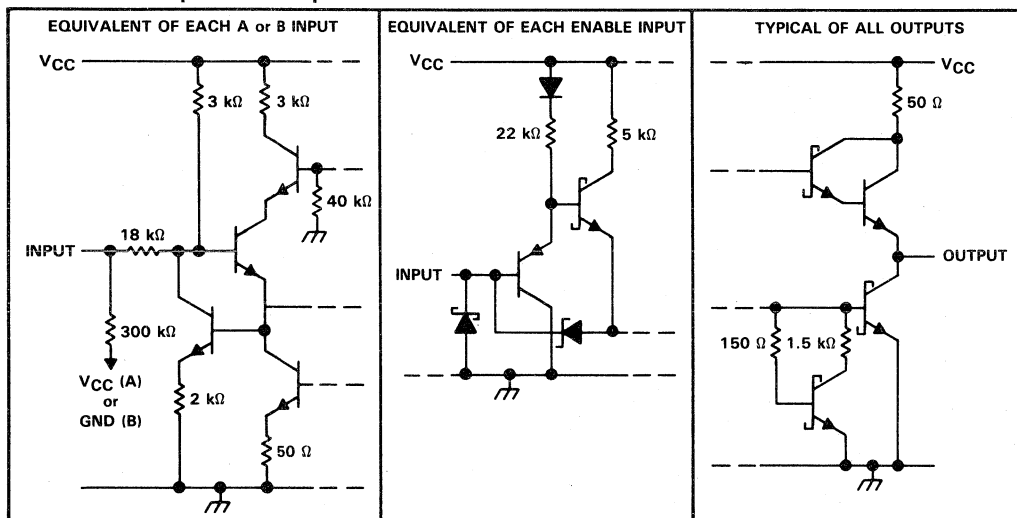 EQUIVALENT OF EACH A or B INPUT
VCC
3 kΩ
3 kΩ
40 kΩ
18 kΩ
INPUT
300 kΩ
VCC (A)
or
GND (B)
2 kΩ
50 Ω
EQUIVALENT OF EACH ENABLE INPUT
VCC
22 kΩ
5 kΩ
INPUT
TYPICAL OF ALL OUTPUTS
VCC
50 Ω
OUTPUT
150 Ω
1.5 kΩ